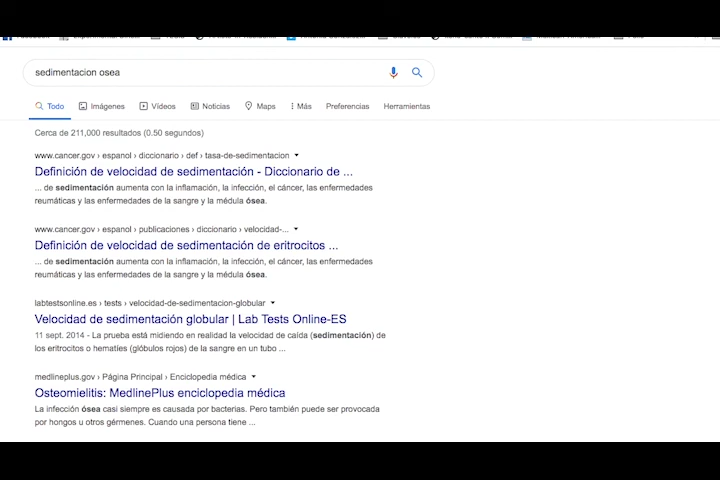 sedimentacion osea
Todo Imágenes Vídeos Noticias Maps Más Preferencias Herramientas
Cerca de 211,000 resultados (0.50 segundos)
www.cancer.gov › espanol › diccionario › def › tasa-de-sedimentacion
Definición de velocidad de sedimentación - Diccionario de ...
... de sedimentación aumenta con la inflamación, la infección, el cáncer, las enfermedades
reumáticas y las enfermedades de la sangre y la médula ósea.
www.cancer.gov › espanol › publicaciones › diccionario › velocidad-...
Definición de velocidad de sedimentación de eritrocitos ...
... de sedimentación aumenta con la inflamación, la infección, el cáncer, las enfermedades
reumáticas y las enfermedades de la sangre y la médula ósea.
labtestsonline.es › tests › velocidad-de-sedimentacion-globular
Velocidad de sedimentación globular | Lab Tests Online-ES
11 sept. 2014 - La prueba está midiendo en realidad la velocidad de caída (sedimentación) de
los eritrocitos o hematíes (glóbulos rojos) de la sangre en un tubo ...
medlineplus.gov › Página Principal › Enciclopedia médica
Osteomielitis: MedlinePlus enciclopedia médica
La infección ósea casi siempre es causada por bacterias. Pero también puede ser provocada
por hongos u otros gérmenes. Cuando una persona tiene ...